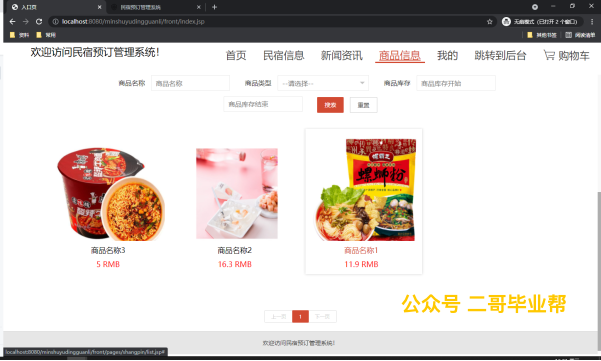 入口页
民宿预订管理系统
localhost:8080/minshuyudingguanli/front/index.jsp
无痕模式 (已打开 2 个窗口)
资料
常用
其他书签
阅读清单
欢迎访问民宿预订管理系统!
首页
民宿信息
新闻资讯
商品信息
我的
跳转到后台
购物车
商品名称
商品名称
商品类型
--请选择--
商品库存
商品库存开始
商品库存结束
搜索
重置
螺蛳粉
商品名称3
商品名称2
商品名称1
5 RMB
16.3 RMB
11.9 RMB
公众号 二哥毕业帮
上一页
1
下一页
欢迎访问民宿预订管理系统!
localhost:8080/minshuyudingguanli/front/pages/shangpin/list.jsp#